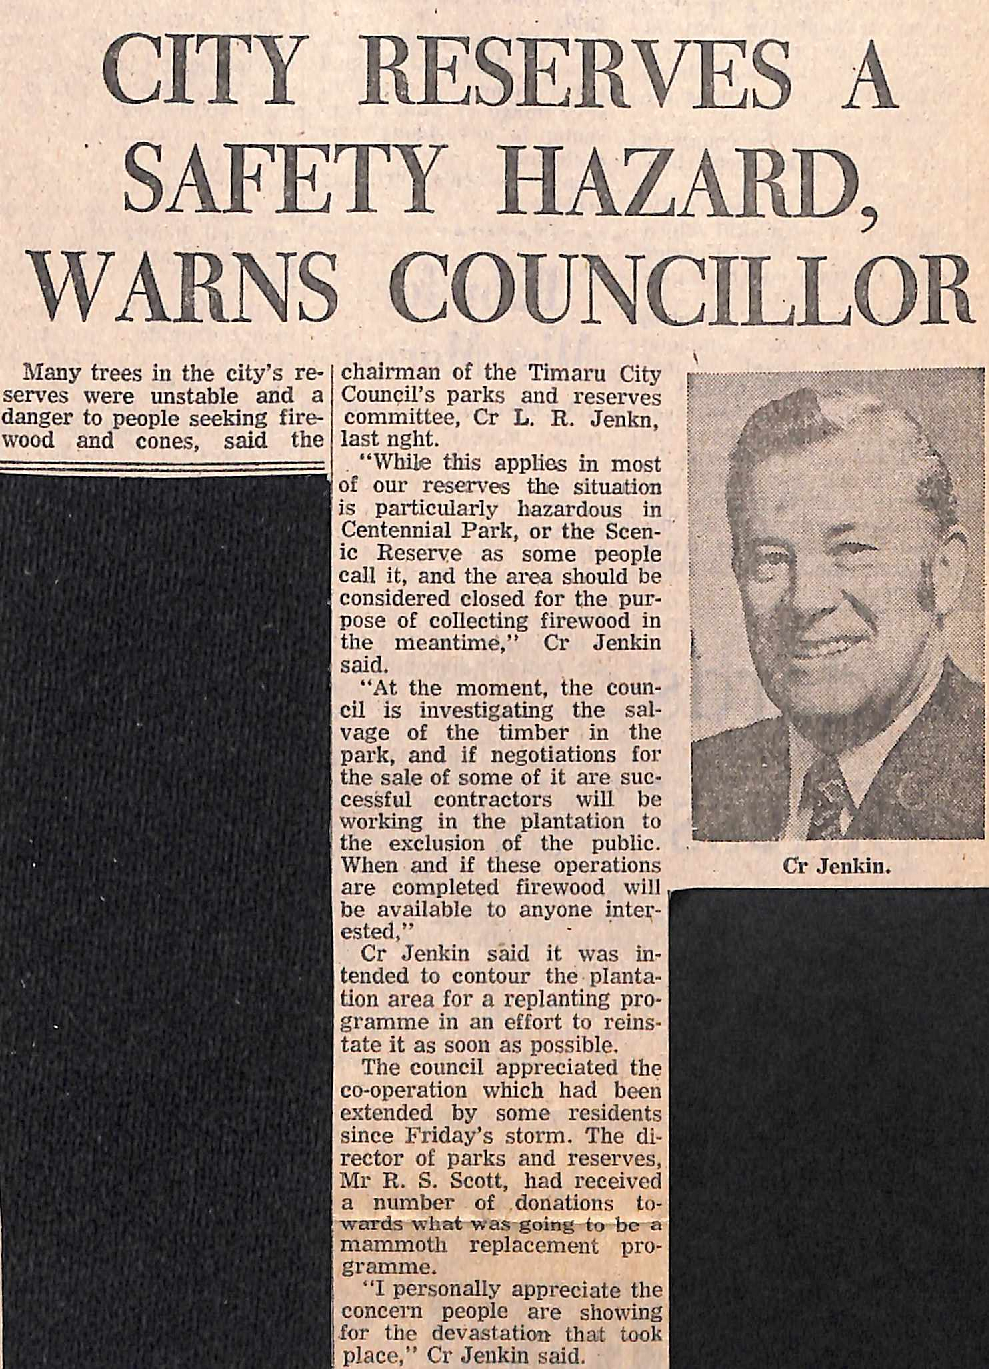 CITY RESERVES A
SAFETY HAZARD,
WARNS COUNCILLOR
Many trees in the city's re-
serves were unstable and a
danger to people seeking fire-
wood and cones, said the
chairman of the Timaru City
Council's parks and reserves
committee, Cr L. R. Jenkn,
last nght.
"While this applies in most
of our reserves the situation
is particularly hazardous in
Centennial Park, or the Scen-
ic Reserve as some people
call it, and the area should be
considered closed for the pur-
pose of collecting firewood in
the meantime," Cr Jenkin
said.
"At the moment, the coun-
cil is investigating the sal-
vage of the timber in the
park, and if negotiations for
the sale of some of it are suc-
cessful contractors will be
working in the plantation to
the exclusion of the public.
When and if these operations
are completed firewood will
be available to anyone inter-
ested,"
Cr Jenkin said it was in-
tended to contour the planta-
tion area for a replanting pro-
gramme in an effort to reins-
tate it as soon as possible.
The council appreciated the
co-operation which had been
extended by some residents
since Friday's storm. The di-
rector of parks and reserves,
Mr R. S. Scott, had received
a number of donations to-
wards what was going to be a
mammoth replacement pro-
gramme.
"I personally appreciate the
concern people are showing
for the devastation that took
place," Cr Jenkin said.
Cr Jenkin.